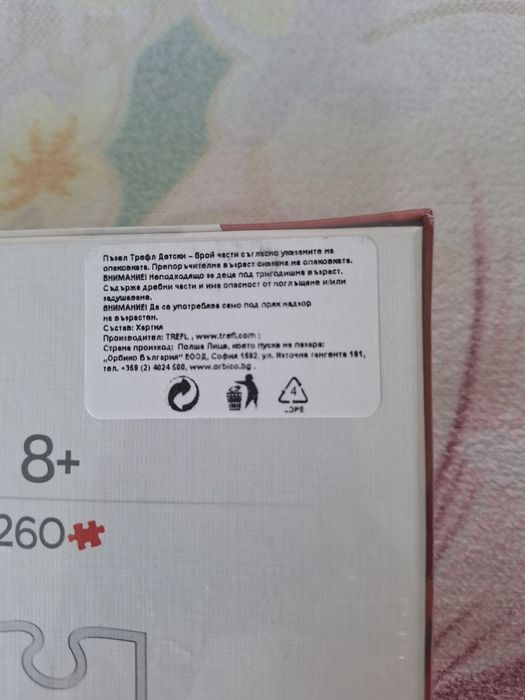 Пъзел Трефл Детски – брой части съгласно указаните на
опаковката. Препоръчителна възраст оказана на опаковката.
ВНИМАНИЕ! Неподходящо за деца под тригодишна възраст.
Съдържа дребни части и има опасност от поглъщане и/или
задушаване.
ВНИМАНИЕ! Да се употребява само под пряк надзор
на възрастен.
Състав: Хартия
Производител: TREFL , www.trefl.com ;
Страна произход: Полша Лице, което пуска на пазара:
„Орбико България" ЕООД, София 1592, ул. Източна тангента 161,
тел. +359 (2) 4024 500, www.orbico.bg .
4
LDPE
8+
260